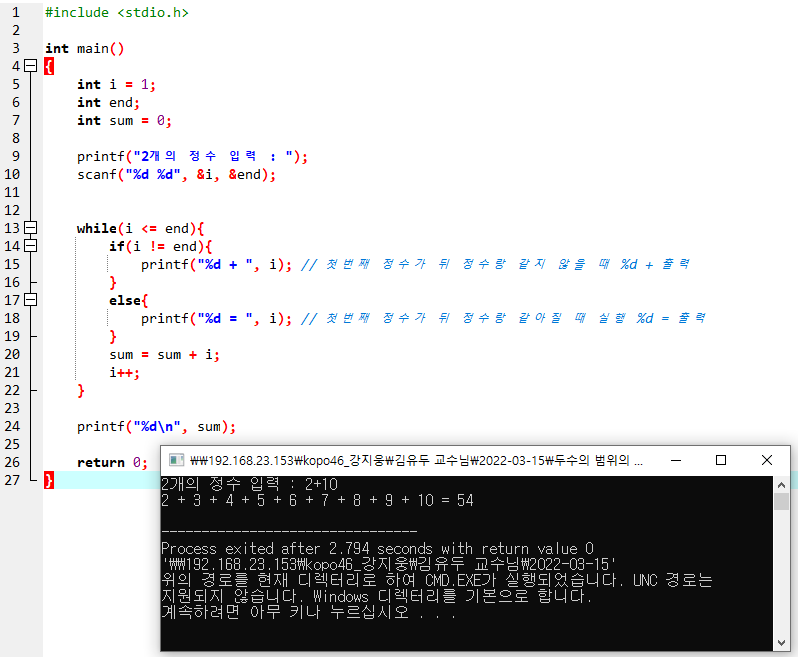 1 #include <stdio.h>
2
3 int main()
4 {
5 int i = 1;
6 int end;
7 int sum = 0;
8
9 printf("2개의 정수 입력 : ");
10 scanf("%d %d", &i, &end);
11
12
13 while(i <= end){
14 if(i != end){
15 printf("%d + ", i); // 첫번째 정수가 뒤 정수랑 같지 않을 때 %d + 출력
16 }
17 else{
18 printf("%d = ", i); // 첫번째 정수가 뒤 정수랑 같아질 때 실행 %d = 출력
19 }
20 sum = sum + i;
21 i++;
22 }
23
24 printf("%d\n", sum);
25
26 return 0;
27 }
₩₩192.168.23.153₩kopo46_강지웅₩김유두 교수님₩2022-03-15₩두수의 범위의 ...
2개의 정수 입력 : 2+10
2 + 3 + 4 + 5 + 6 + 7 + 8 + 9 + 10 = 54
--------------------------------
Process exited after 2.794 seconds with return value 0
'₩₩192.168.23.153₩kopo46_강지웅₩김유두 교수님₩2022-03-15'
위의 경로를 현재 디렉터리로 하여 CMD.EXE가 실행되었습니다. UNC 경로는
지원되지 않습니다. Windows 디렉터리를 기본으로 합니다.
계속하려면 아무 키나 누르십시오 . . .